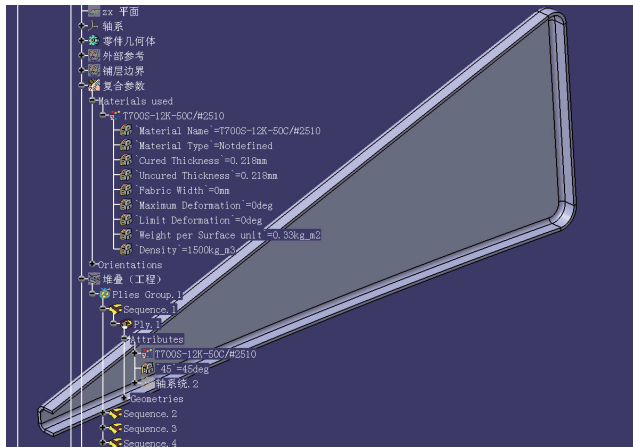 zx 平面
轴系
零件几何体
外部参考
铺层边界
复合参数
Materials used
T700S-12K-50C/#2510
`Material Name`=T700S-12K-50C/#2510
`Material Type`=Notdefined
`Cured Thickness`=0.218mm
`Uncured Thickness`=0.218mm
`Fabric Width`=0mm
`Maximum Deformation`=0deg
`Limit Deformation`=0deg
`Weight per Surface unit`=0.33kg_m2
`Density`=1500kg_m3
Orientations
堆叠（工程）
Plies Group.1
Sequence.1
Ply.1
Attributes
T700S-12K-50C/#2510
`45`=45deg
轴系统.2
Geometries
Sequence.2
Sequence.3
Sequence.4